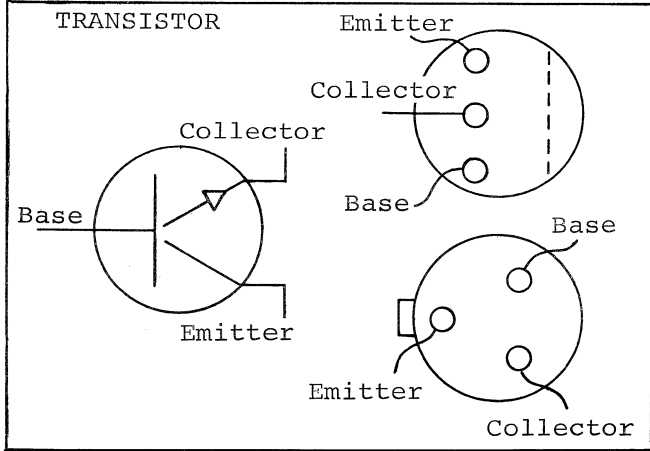 TRANSISTOR
Emitter
Collector
Collector
Base
Base
Base
Emitter
Emitter
Collector